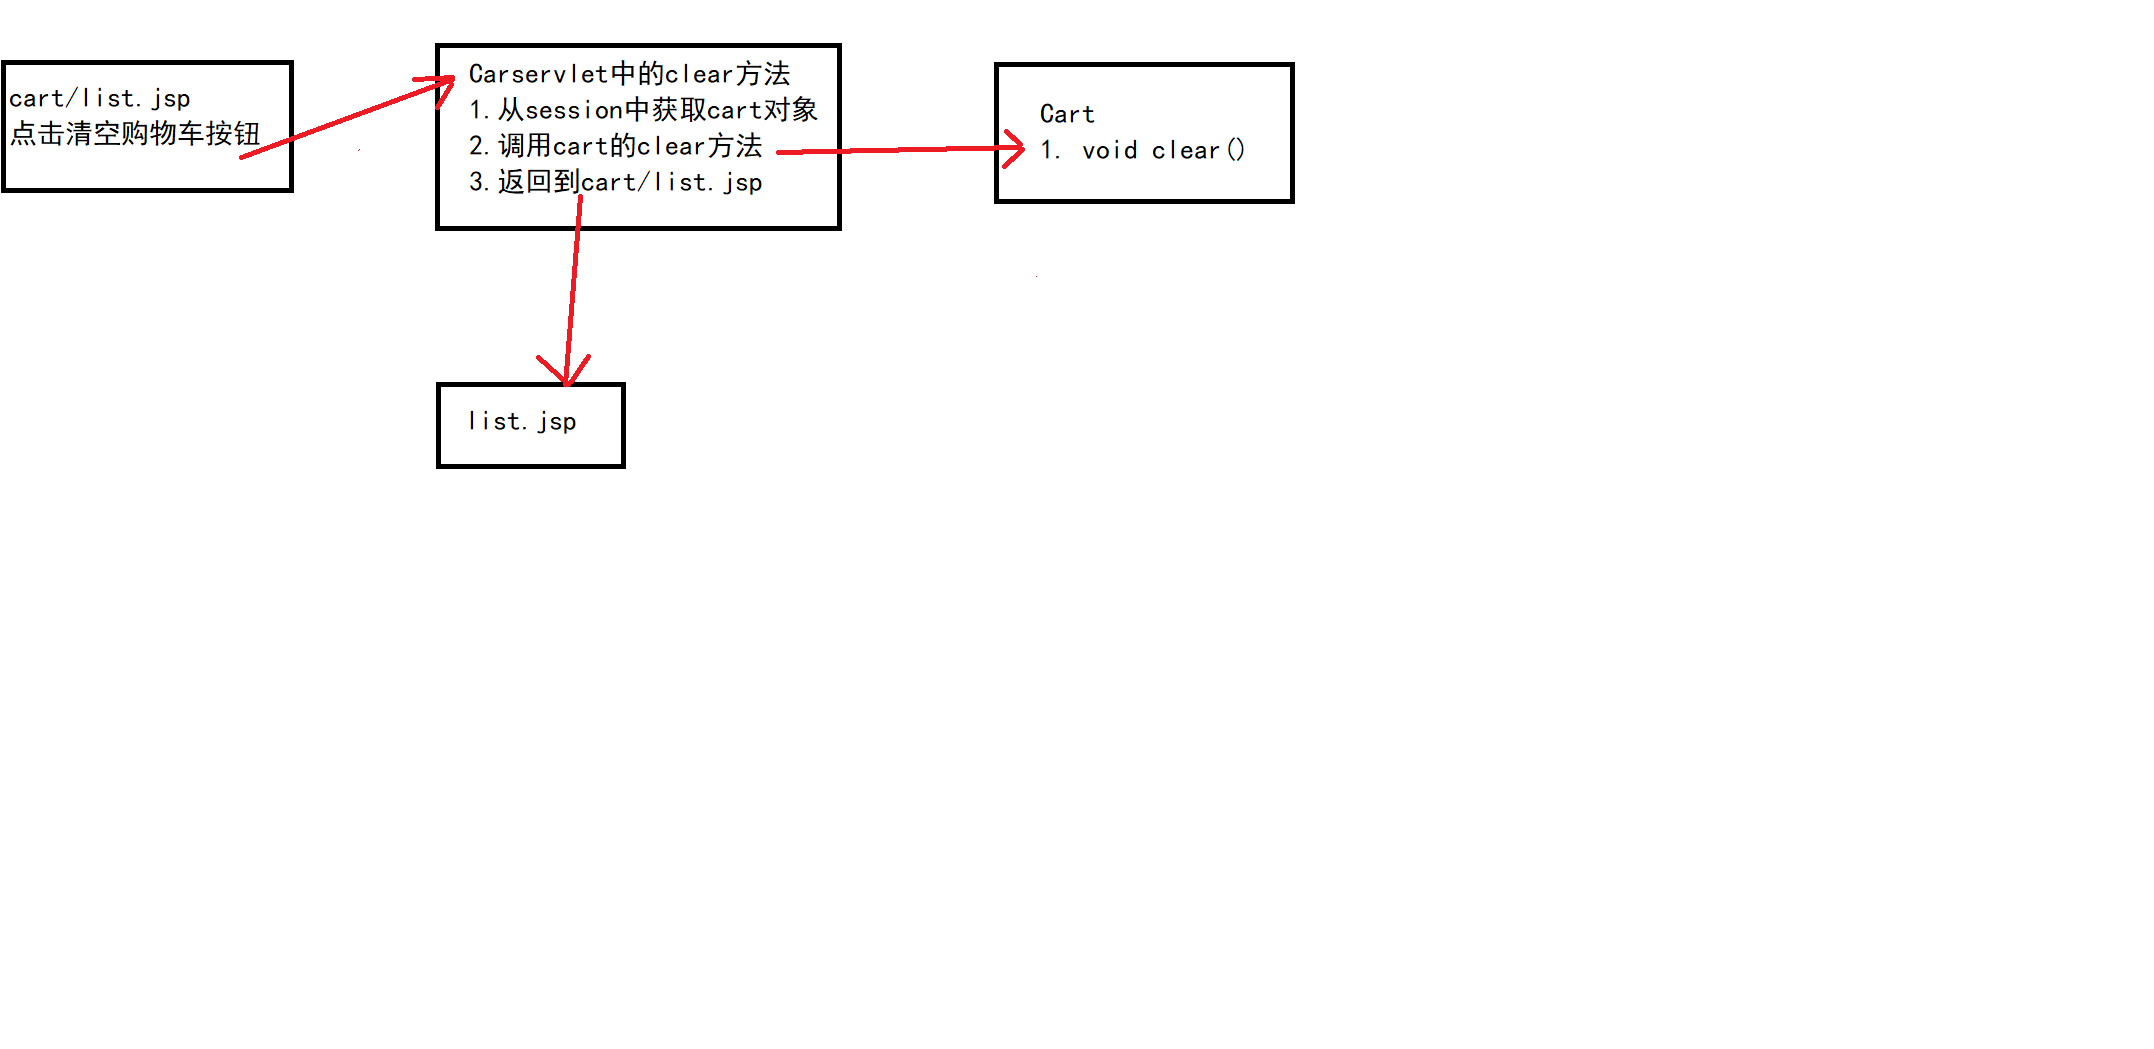 cart/list.jsp
点击清空购物车按钮
Carservlet中的clear方法
1.从session中获取cart对象
2.调用cart的clear方法
3.返回到cart/list.jsp
Cart
1. void clear()
list.jsp